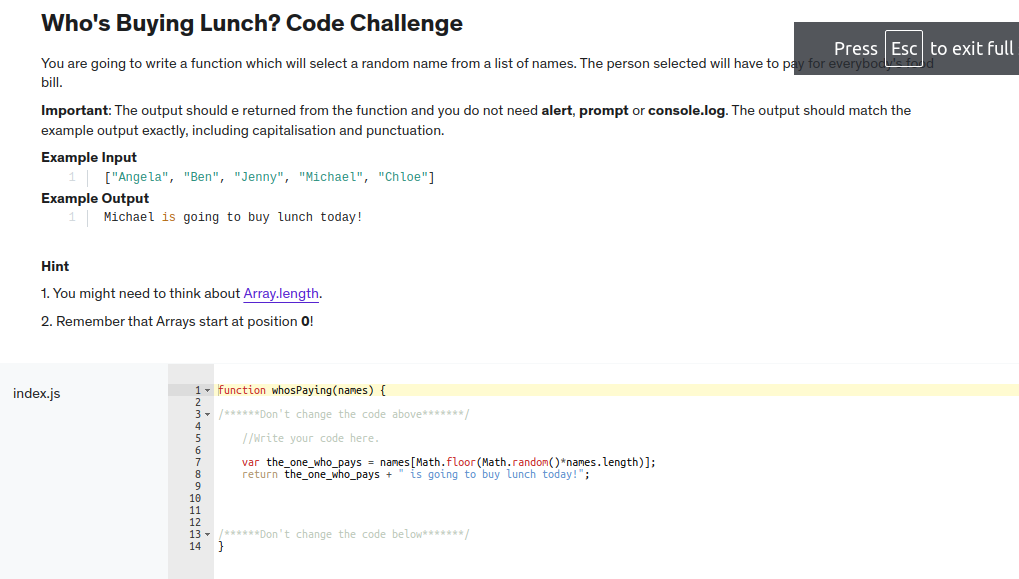 Who's Buying Lunch? Code Challenge
Press Esc to exit full
You are going to write a function which will select a random name from a list of names. The person selected will have to pay for everybody's food
bill.
Important: The output should e returned from the function and you do not need alert, prompt or console.log. The output should match the
example output exactly, including capitalisation and punctuation.
Example Input
1 ["Angela", "Ben", "Jenny", "Michael", "Chloe"]
Example Output
1 Michael is going to buy lunch today!
Hint
1. You might need to think about Array.length.
2. Remember that Arrays start at position 0!
index.js
1 function whosPaying(names) {
2
3 /******Don't change the code above*******/
4
5 //Write your code here.
6
7 var the_one_who_pays = names[Math.floor(Math.random()*names.length)];
8 return the_one_who_pays + " is going to buy lunch today!";
9
10
11
12
13 /******Don't change the code below*******/
14 }